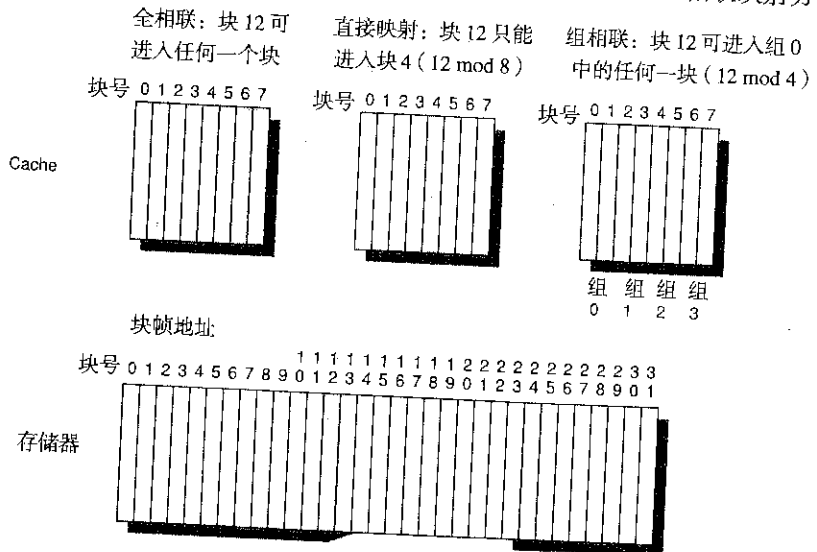 全相联：块 12 可
进入任何一个块
直接映射：块 12 只能
进入块 4 ( 12 mod 8 )
组相联：块 12 可进入组 0
中的任何一块 ( 12 mod 4 )
块号 0 1 2 3 4 5 6 7
块号 0 1 2 3 4 5 6 7
块号 0 1 2 3 4 5 6 7
Cache
组 组 组 组
0 1 2 3
块帧地址
1 1 1 1 1 1 1 1 1 1 2 2 2 2 2 2 2 2 2 2 3 3
块号 0 1 2 3 4 5 6 7 8 9 0 1 2 3 4 5 6 7 8 9 0 1 2 3 4 5 6 7 8 9 0 1
存储器